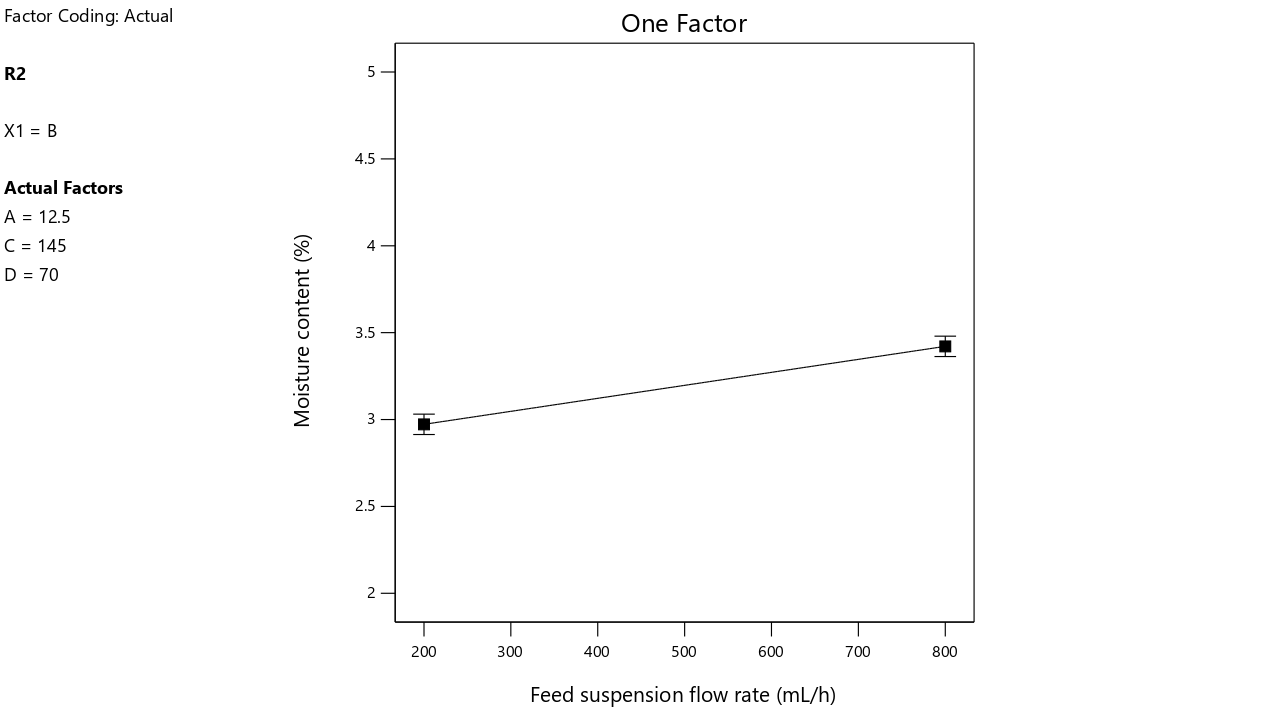 Factor Coding: Actual
R2
X1 = B
Actual Factors
A = 12.5
C = 145
D = 70
One Factor
Moisture content (%)
5
4.5
4
3.5
3
2.5
2
200 300 400 500 600 700 800
Feed suspension flow rate (mL/h)